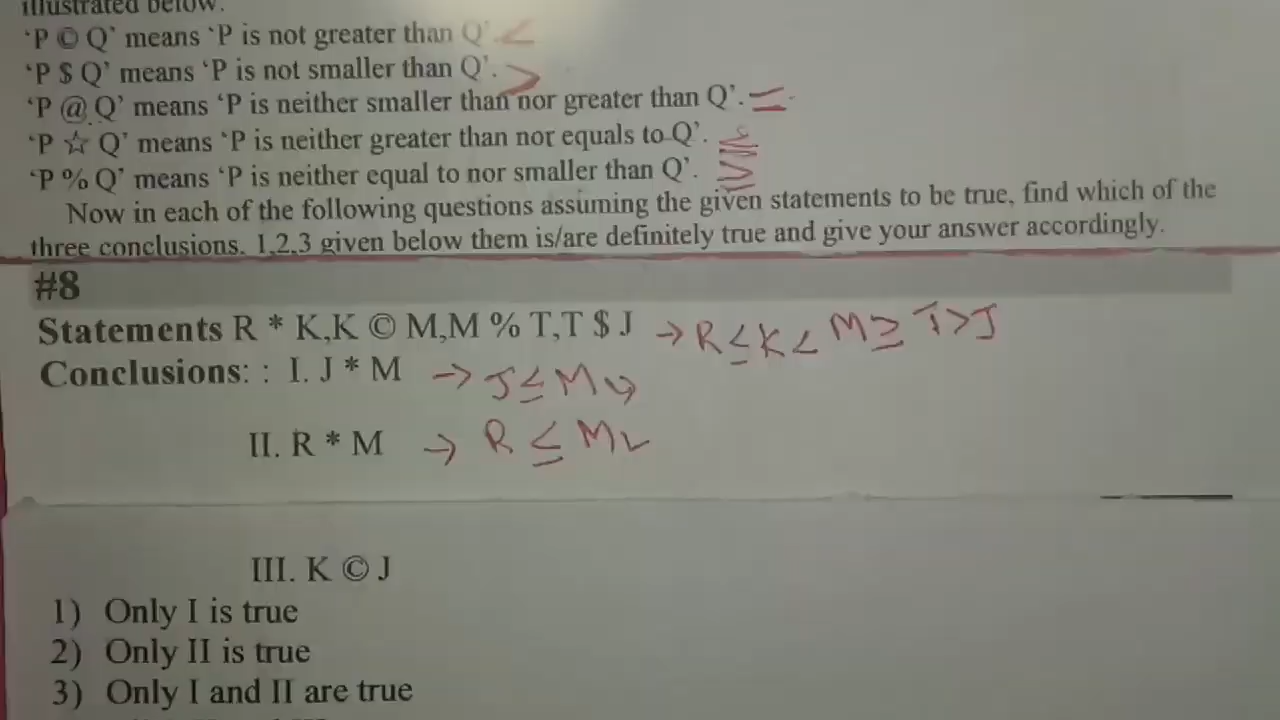 illustrated below.
'P © Q' means 'P is not greater than Q'. <
'P $ Q' means 'P is not smaller than Q'. >
'P @ Q' means 'P is neither smaller than nor greater than Q'. =
'P ☆ Q' means 'P is neither greater than nor equals to Q'. ≤
'P % Q' means 'P is neither equal to nor smaller than Q'. ≥
Now in each of the following questions assuming the given statements to be true, find which of the
three conclusions. 1,2,3 given below them is/are definitely true and give your answer accordingly.
#8
Statements R * K,K © M,M % T,T $ J → R ≤ K < M ≥ T > J
Conclusions: : I. J * M → J ≤ M
II. R * M → R ≤ M
III. K © J
1) Only I is true
2) Only II is true
3) Only I and II are true